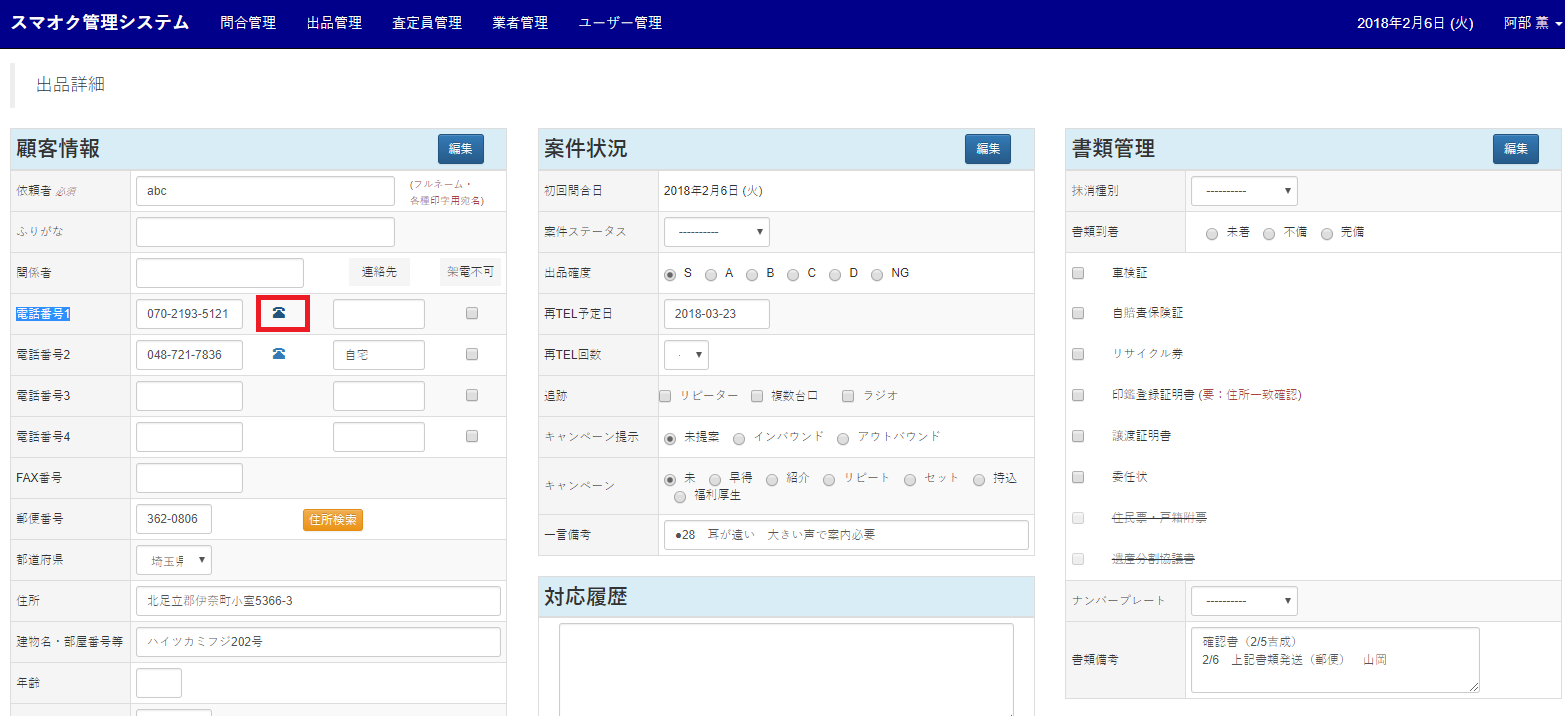 スマオク管理システム 問合管理 出品管理 査定員管理 業者管理 ユーザー管理 2018年2月6日 (火) 阿部 薫
出品詳細
顧客情報 編集
依頼者 必須 abc (フルネーム・
各種印字用宛名)
ふりがな
関係者 連絡先 架電不可
電話番号1 070-2193-5121
電話番号2 048-721-7836 自宅
電話番号3
電話番号4
FAX番号
郵便番号 362-0806 住所検索
都道府県 埼玉県
住所 北足立郡伊奈町小室5366-3
建物名・部屋番号等 ハイツカミフジ202号
年齢
案件状況 編集
初回問合日 2018年2月6日 (火)
案件ステータス ----------
出品確度 S A B C D NG
再TEL予定日 2018-03-23
再TEL回数 -
追跡 リピーター 複数台口 ラジオ
キャンペーン提示 未提案 インバウンド アウトバウンド
キャンペーン 未 早得 紹介 リピート セット 持込
福利厚生
一言備考 ●28 耳が遠い 大きい声で案内必要
対応履歴
書類管理 編集
抹消種別 ----------
書類到着 未着 不備 完備
車検証
自賠責保険証
リサイクル券
印鑑登録証明書 (要：住所一致確認)
譲渡証明書
委任状
住民票・戸籍附票
遺産分割協議書
ナンバープレート ----------
書類備考 確認書（2/5吉成）
2/6 上記書類発送（郵便） 山岡